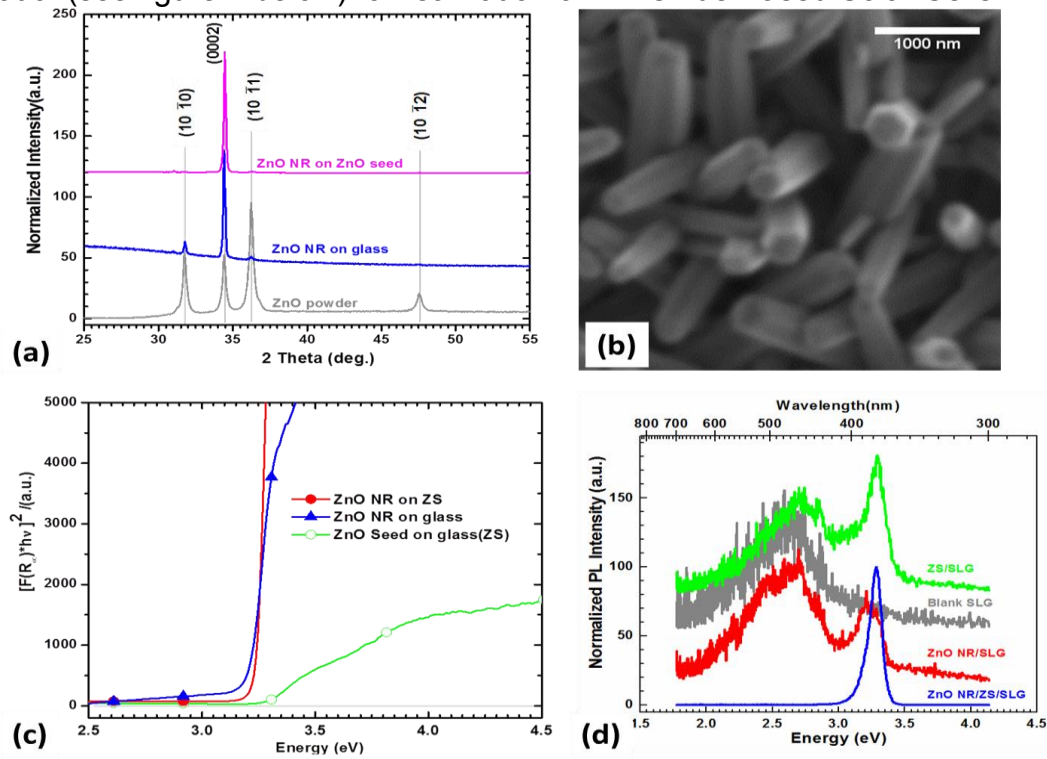 (see figure
(a)
Normalized Intensity(a.u.)
250
200
150
100
50
0
(10 1̄0)
(0002)
(10 1̄1)
(10 1̄2)
ZnO NR on ZnO seed
ZnO NR on glass
ZnO powder
25 30 35 40 45 50 55
2 Theta (deg.)
(b)
1000 nm
(c)
5000
4000
3000
2000
1000
0
ZnO NR on ZS
ZnO NR on glass
ZnO Seed on glass(ZS)
2.5 3.0 3.5 4.0 4.5
Energy (eV)
(d)
Wavelength(nm)
800 700 600 500 400 300
Normalized PL Intensity (a.u.)
150
100
50
0
ZS/SLG
Blank SLG
ZnO NR/SLG
ZnO NR/ZS/SLG
1.5 2.0 2.5 3.0 3.5 4.0 4.5
Energy (eV)